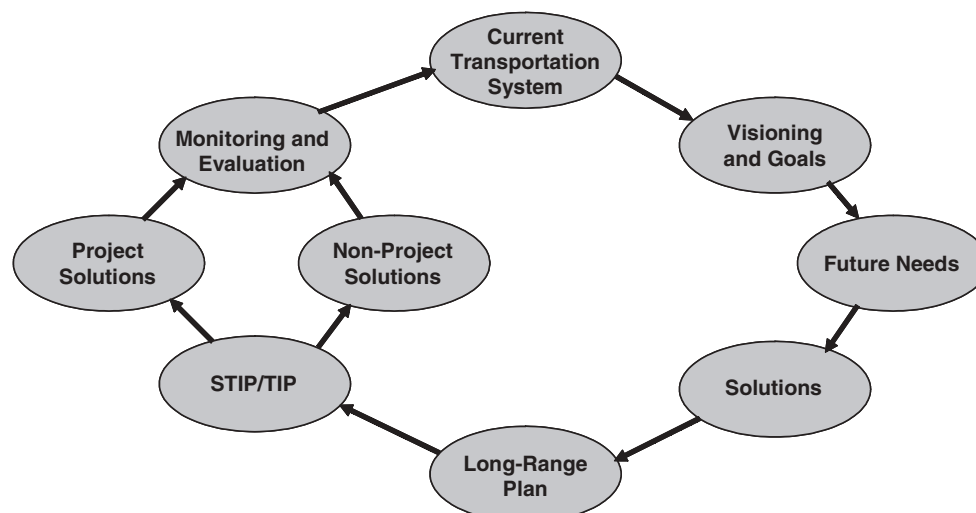 Current
Transportation
System
Visioning
and Goals
Future Needs
Solutions
Long-Range
Plan
STIP/TIP
Project
Solutions
Non-Project
Solutions
Monitoring and
Evaluation